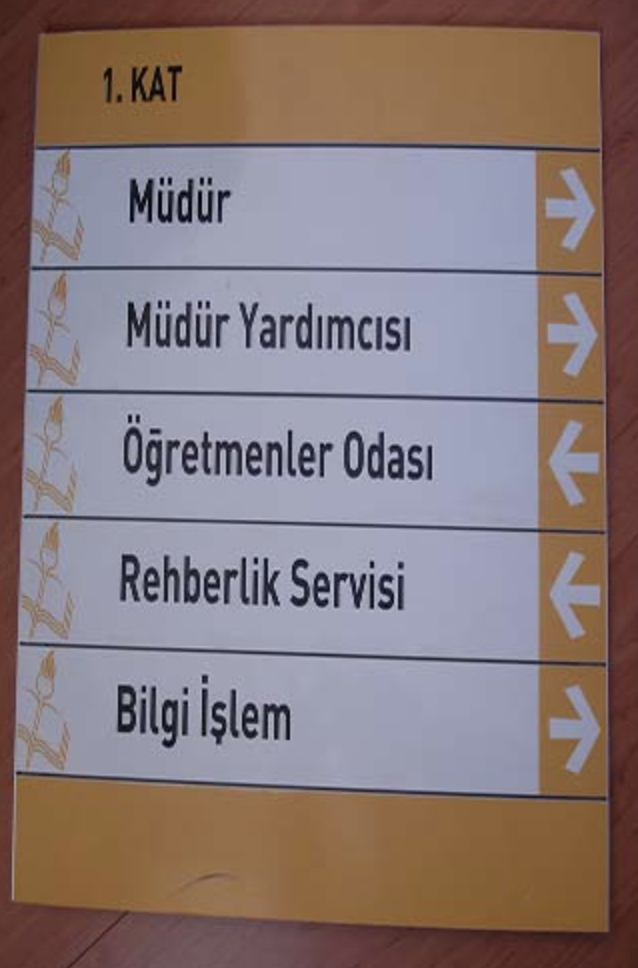 1. KAT
Müdür
Müdür Yardımcısı
Öğretmenler Odası
Rehberlik Servisi
Bilgi İşlem